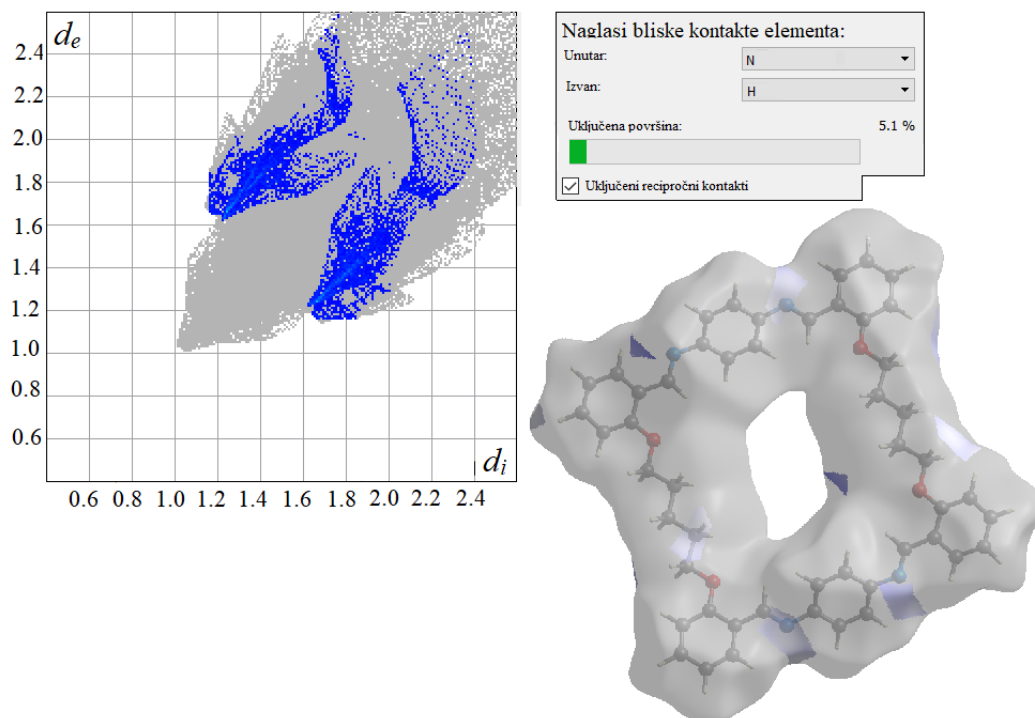 dₑ
2.4
2.2
2.0
1.8
1.6
1.4
1.2
1.0
0.8
0.6
dᵢ
0.6 0.8 1.0 1.2 1.4 1.6 1.8 2.0 2.2 2.4
Naglasi bliske kontakte elementa:
Unutar: N
Izvan: H
Uključena površina: 5.1 %
Uključeni recipročni kontakti